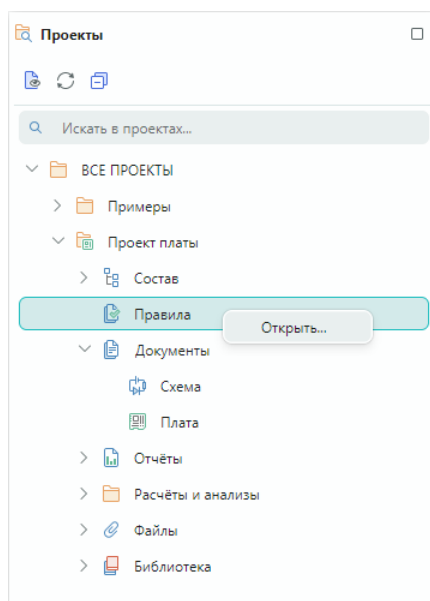 Проекты
Искать в проектах...
ВСЕ ПРОЕКТЫ
Примеры
Проект платы
Состав
Правила
Открыть...
Документы
Схема
Плата
Отчёты
Расчёты и анализы
Файлы
Библиотека